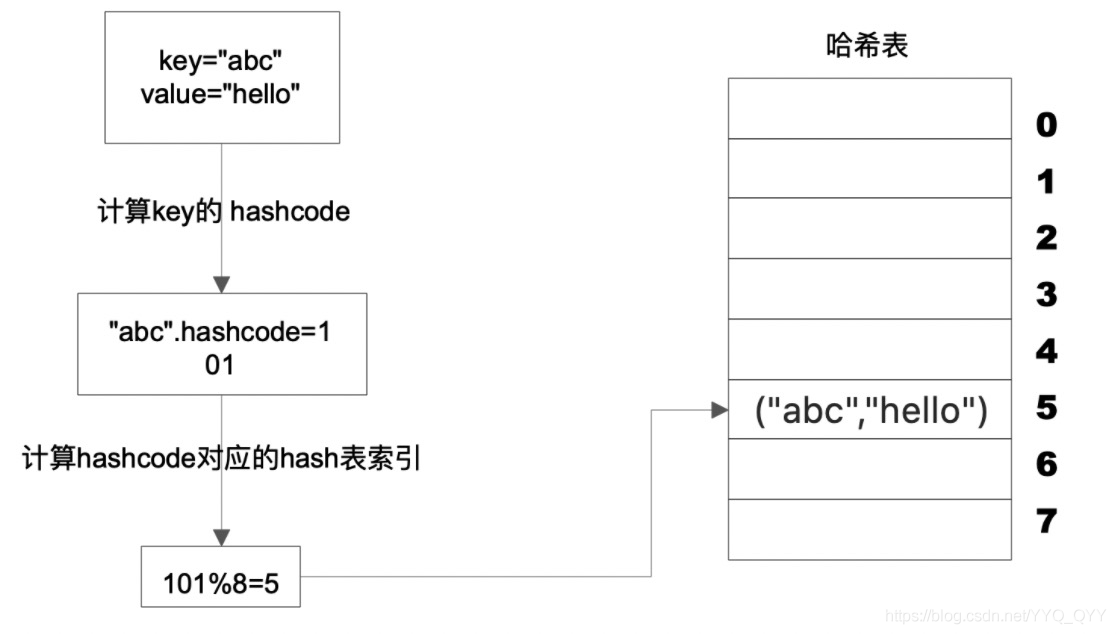 key="abc"
value="hello"
计算key的 hashcode
"abc".hashcode=1
01
计算hashcode对应的hash表索引
101%8=5
哈希表
0
1
2
3
4
("abc","hello") 5
6
7
https://blog.csdn.net/YYQ_QYY